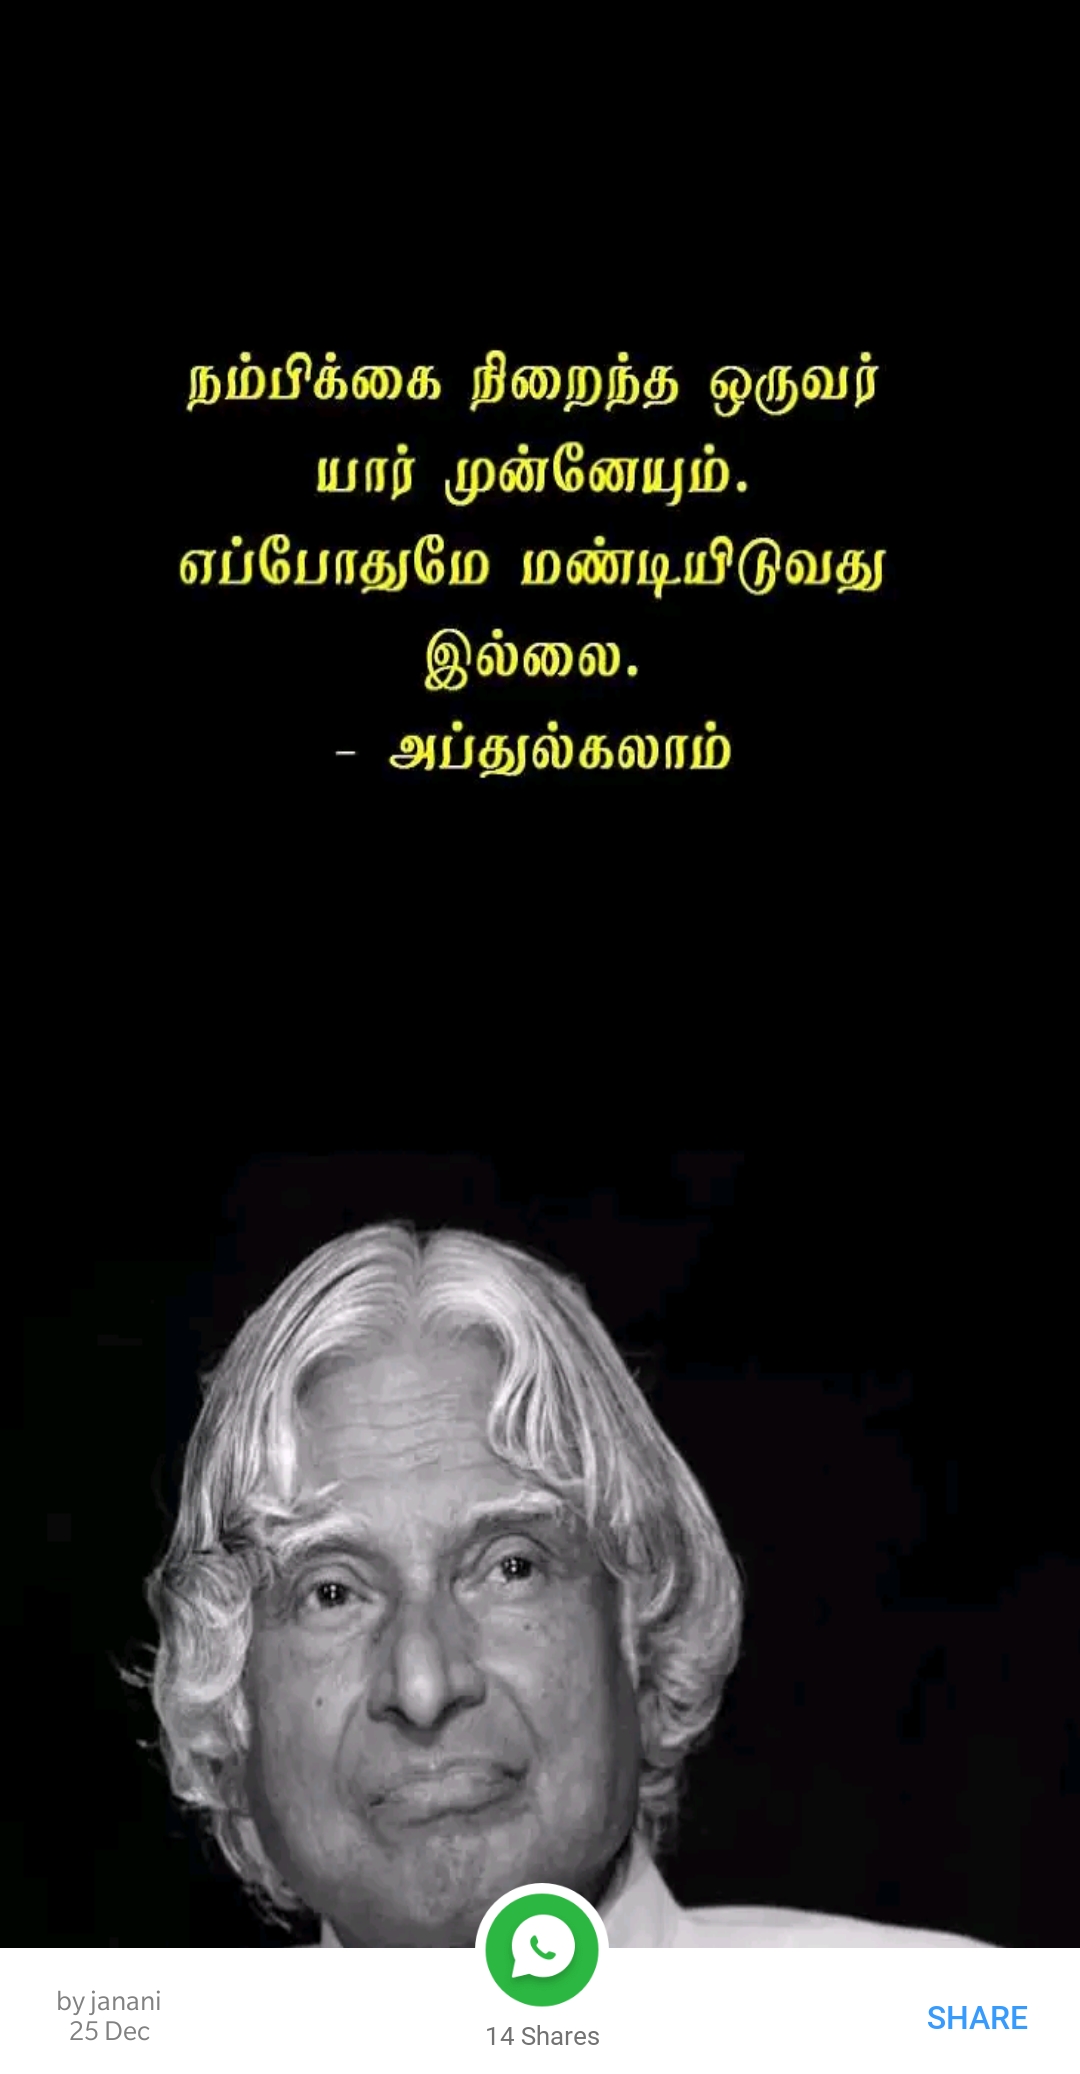 நம்பிக்கை நிறைந்த ஒருவர்
யார் முன்னேயும்.
எப்போதுமே மண்டியிடுவது
இல்லை.
- அப்துல்கலாம்
by janani
25 Dec
14 Shares
SHARE